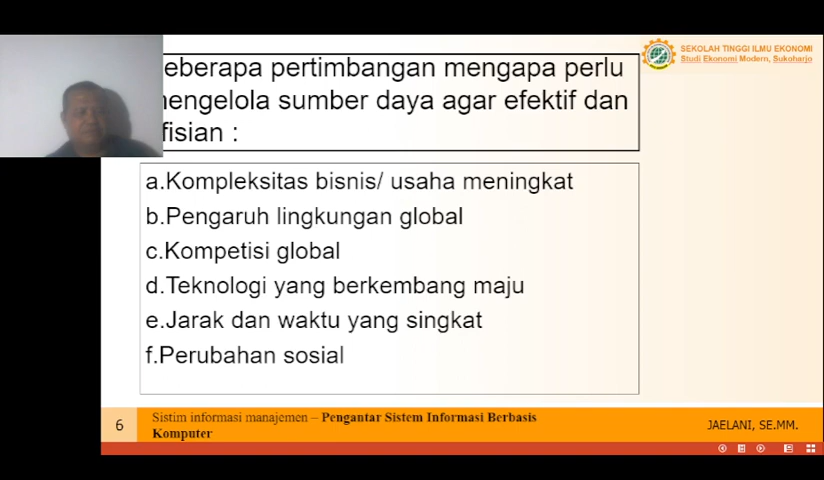 SEKOLAH TINGGI ILMU EKONOMI
Studi Ekonomi Modern, Sukoharjo
eberapa pertimbangan mengapa perlu
engelola sumber daya agar efektif dan
fisian :
a.Kompleksitas bisnis/ usaha meningkat
b.Pengaruh lingkungan global
c.Kompetisi global
d.Teknologi yang berkembang maju
e.Jarak dan waktu yang singkat
f.Perubahan sosial
6
Sistim informasi manajemen – Pengantar Sistem Informasi Berbasis
Komputer
JAELANI, SE.MM.